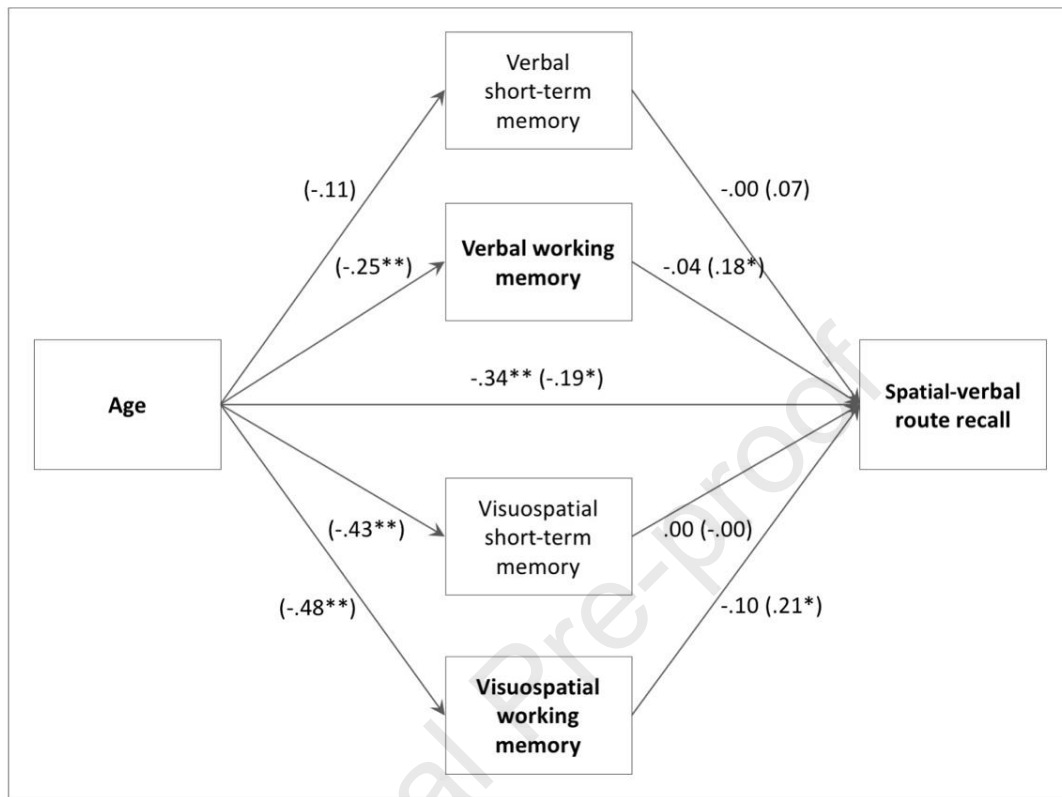 Verbal
short-term
memory
(-.11)
-.00 (.07)
Verbal working
memory
(-.25**)
-.04 (.18*)
Age
-.34** (-.19*)
Spatial-verbal
route recall
Visuospatial
short-term
memory
(-.43**)
.00 (-.00)
(-.48**)
-.10 (.21*)
Visuospatial
working
memory
al Pre-proof